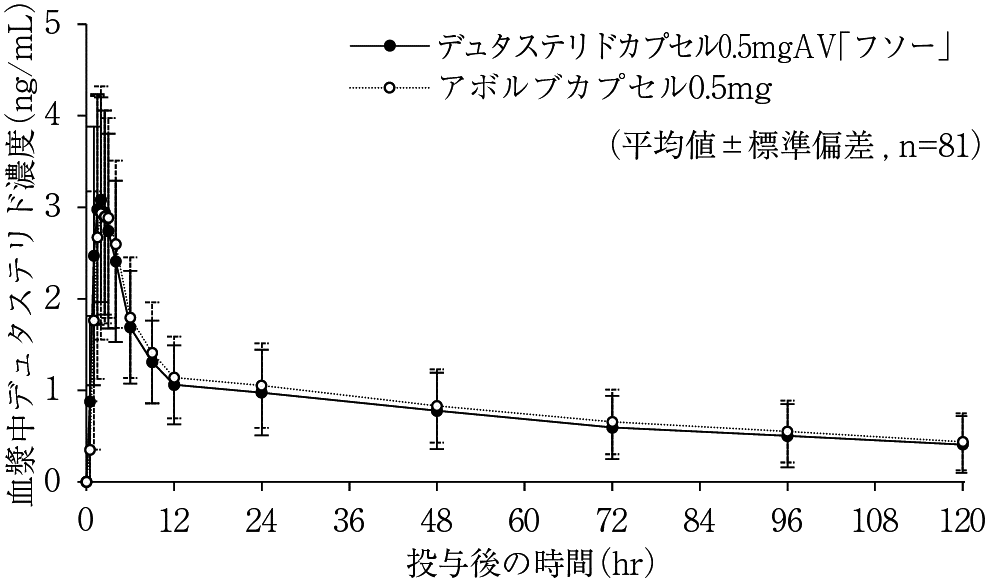 血漿中デュタステリド濃度(ng/mL)
5
4
3
2
1
0
デュタステリドカプセル0.5mgAV「フソー」
アボルブカプセル0.5mg
(平均値±標準偏差, n=81)
0 12 24 36 48 60 72 84 96 108 120
投与後の時間(hr)